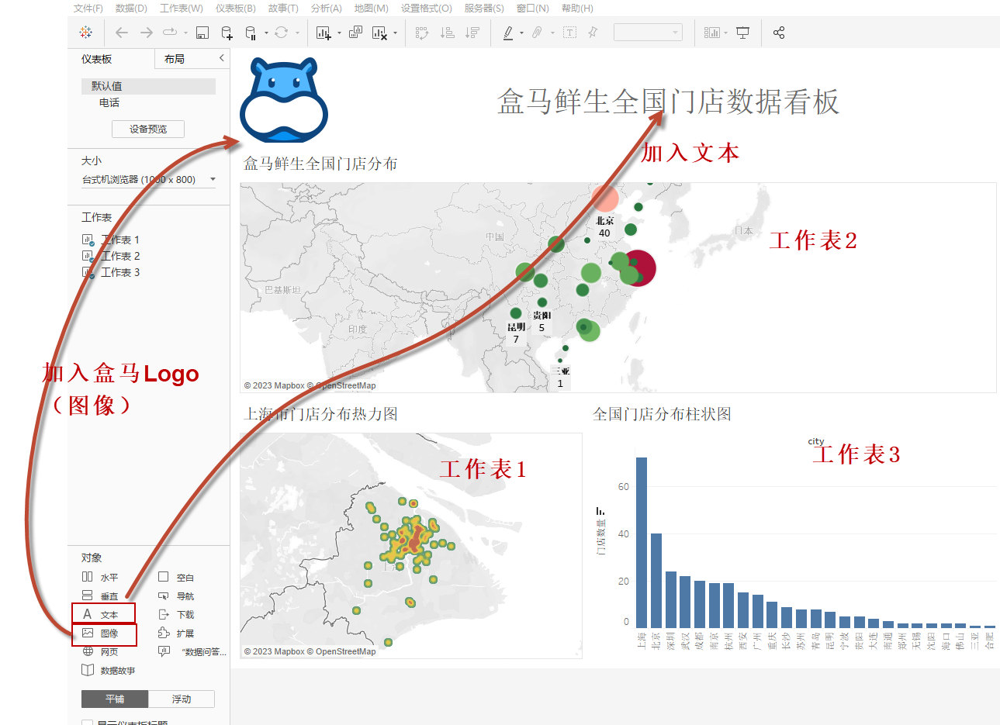 文件(F) 数据(D) 工作表(W) 仪表板(B) 故事(T) 分析(A) 地图(M) 设置格式(O) 服务器(S) 窗口(N) 帮助(H)
仪表板 布局
默认值
电话
设备预览
大小
台式机浏览器 (1000 x 800)
工作表
工作表 1
工作表 2
工作表 3
加入盒马Logo
（图像）
对象
水平 空白
垂直 导航
文本 下载
图像 扩展
网页 “数据问答...
数据故事
平铺 浮动
显示仪表板标题
盒马鲜生全国门店数据看板
加入文本
盒马鲜生全国门店分布
工作表2
中国
日本
巴基斯坦
印度
北京
40
贵阳
5
昆明
7
三亚
1
© 2023 Mapbox © OpenStreetMap
上海市门店分布热力图
工作表1
上海
© 2023 Mapbox © OpenStreetMap
全国门店分布柱状图
city
工作表3
门店数量
60
40
20
0
上海 北京 深圳 武汉 成都 南京 杭州 西安 广州 重庆 长沙 苏州 青岛 昆明 宁波 贵阳 大连 南通 郑州 无锡 沈阳 海口 佛山 三亚 合肥